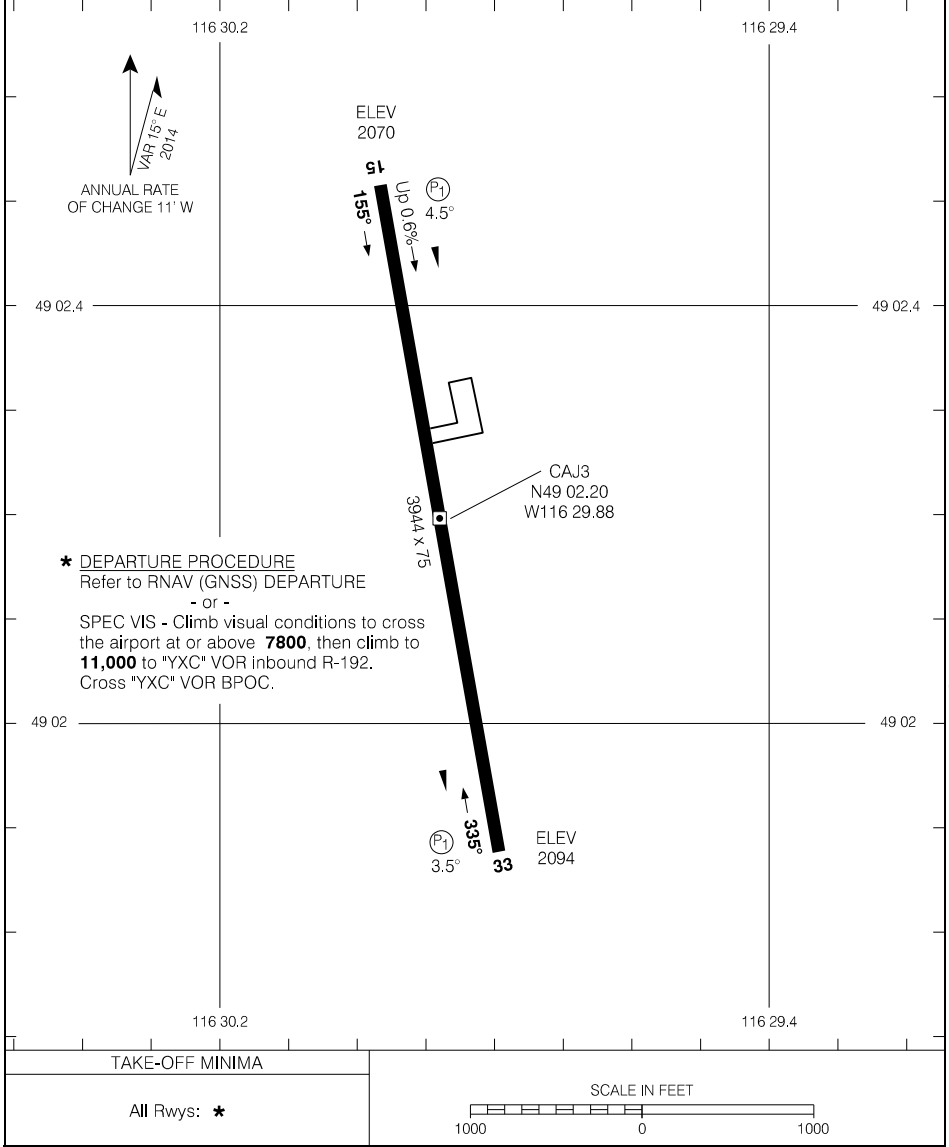 116 30.2
116 29.4
VAR 15° E
2014
ANNUAL RATE
OF CHANGE 11' W
ELEV
2070
15
155°
Up 0.6%
P1
4.5°
49 02.4
49 02.4
CAJ3
N49 02.20
W116 29.88
3944 x 75
* DEPARTURE PROCEDURE
Refer to RNAV (GNSS) DEPARTURE
- or -
SPEC VIS - Climb visual conditions to cross
the airport at or above 7800, then climb to
11,000 to "YXC" VOR inbound R-192.
Cross "YXC" VOR BPOC.
49 02
49 02
335°
P1
3.5°
33
ELEV
2094
116 30.2
116 29.4
TAKE-OFF MINIMA
All Rwys: *
SCALE IN FEET
1000
0
1000